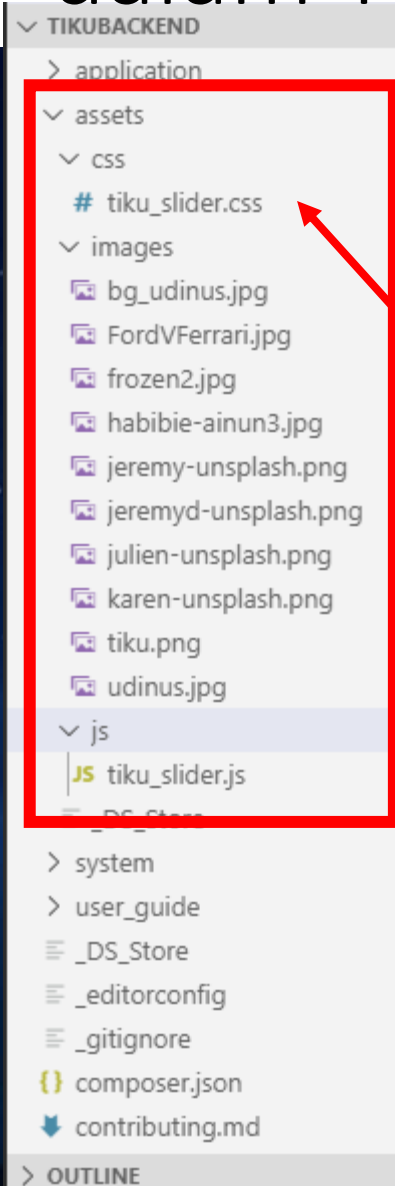 TIKUBACKEND
application
assets
css
# tiku_slider.css
images
bg_udinus.jpg
FordVFerrari.jpg
frozen2.jpg
habibie-ainun3.jpg
jeremy-unsplash.png
jeremyd-unsplash.png
julien-unsplash.png
karen-unsplash.png
tiku.png
udinus.jpg
js
JS tiku_slider.js
_DS_Store
system
user_guide
_DS_Store
_editorconfig
_gitignore
{} composer.json
contributing.md
OUTLINE